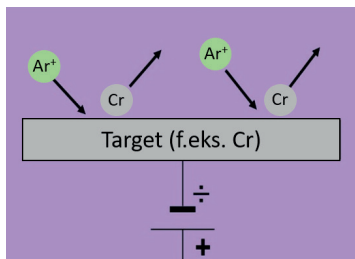 Ar⁺
Cr
Ar⁺
Cr
Target (f.eks. Cr)
÷
+